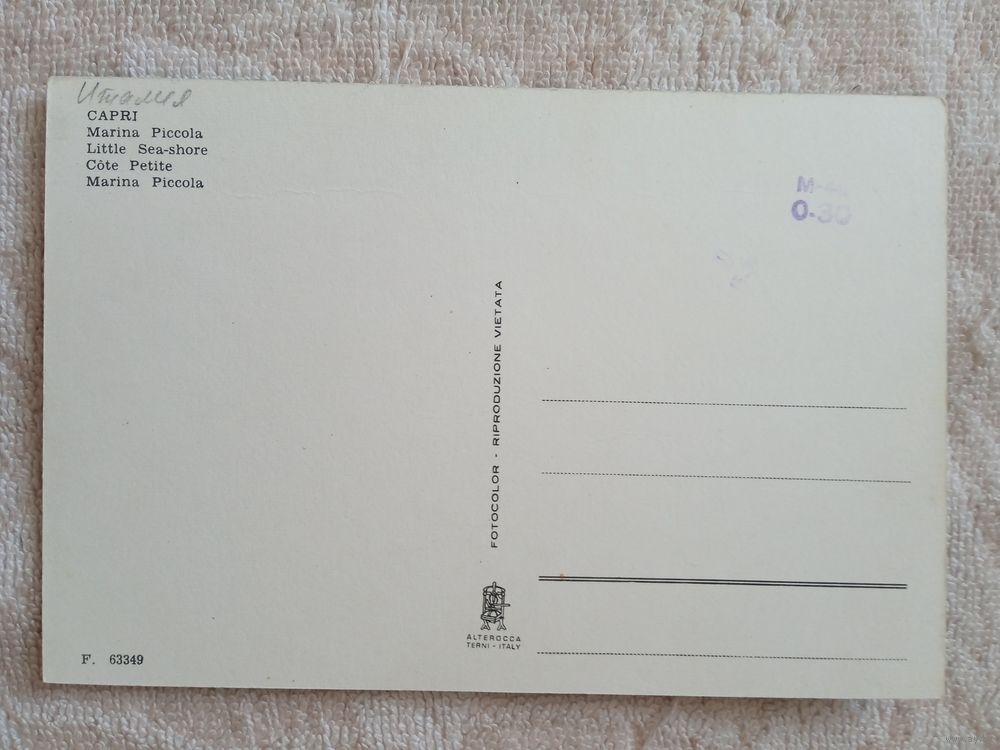 Италия
CAPRI
Marina Piccola
Little Sea-shore
Côte Petite
Marina Piccola
0-30
FOTOCOLOR - RIPRODUZIONE VIETATA
ALTEROCCA
TERNI - ITALY
F. 63349